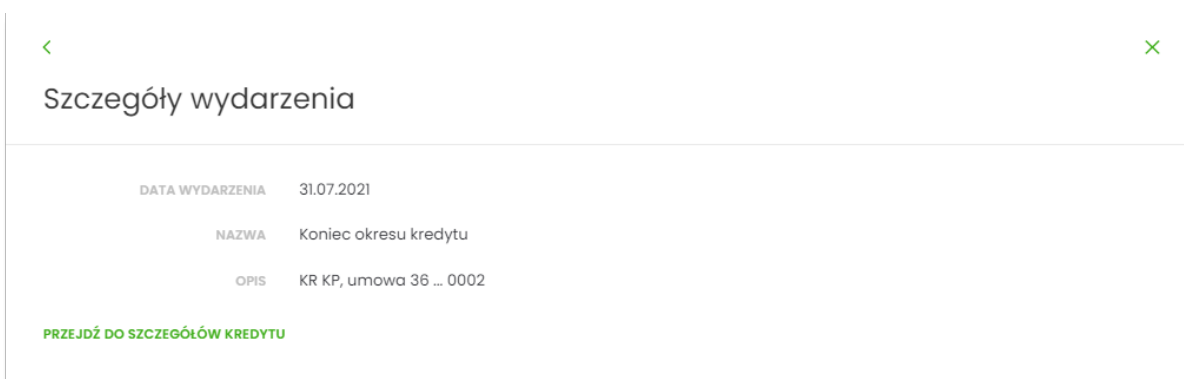 Szczegóły wydarzenia
DATA WYDARZENIA 31.07.2021
NAZWA Koniec okresu kredytu
OPIS KR KP, umowa 36 ... 0002
PRZEJDŹ DO SZCZEGÓŁÓW KREDYTU